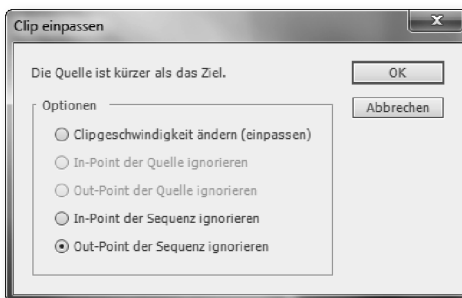 Clip einpassen
Die Quelle ist kürzer als das Ziel.
OK
Abbrechen
Optionen
Clipgeschwindigkeit ändern (einpassen)
In-Point der Quelle ignorieren
Out-Point der Quelle ignorieren
In-Point der Sequenz ignorieren
Out-Point der Sequenz ignorieren